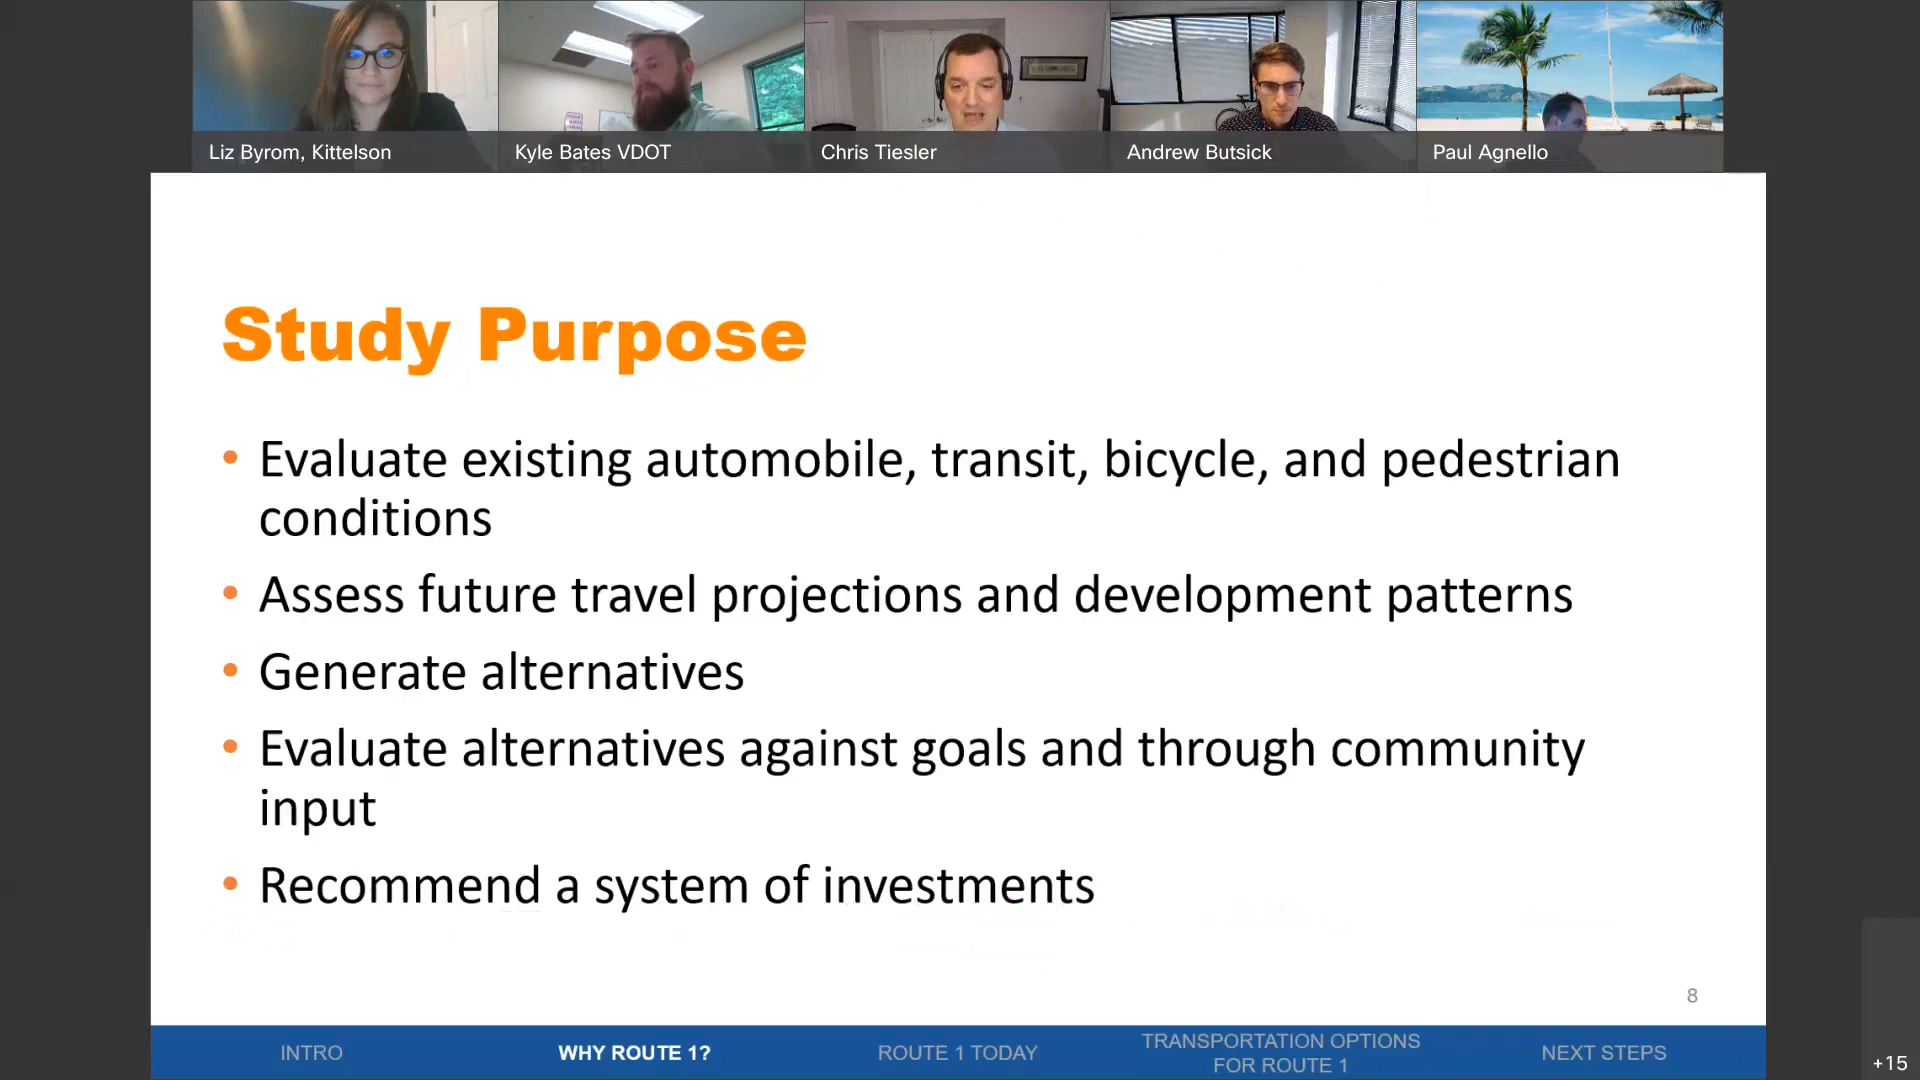 Liz Byrom, Kittelson
Kyle Bates VDOT
Chris Tiesler
Andrew Butsick
Paul Agnello
Study Purpose
• Evaluate existing automobile, transit, bicycle, and pedestrian
conditions
• Assess future travel projections and development patterns
• Generate alternatives
• Evaluate alternatives against goals and through community
input
• Recommend a system of investments
8
INTRO
WHY ROUTE 1?
ROUTE 1 TODAY
TRANSPORTATION OPTIONS
FOR ROUTE 1
NEXT STEPS
+15